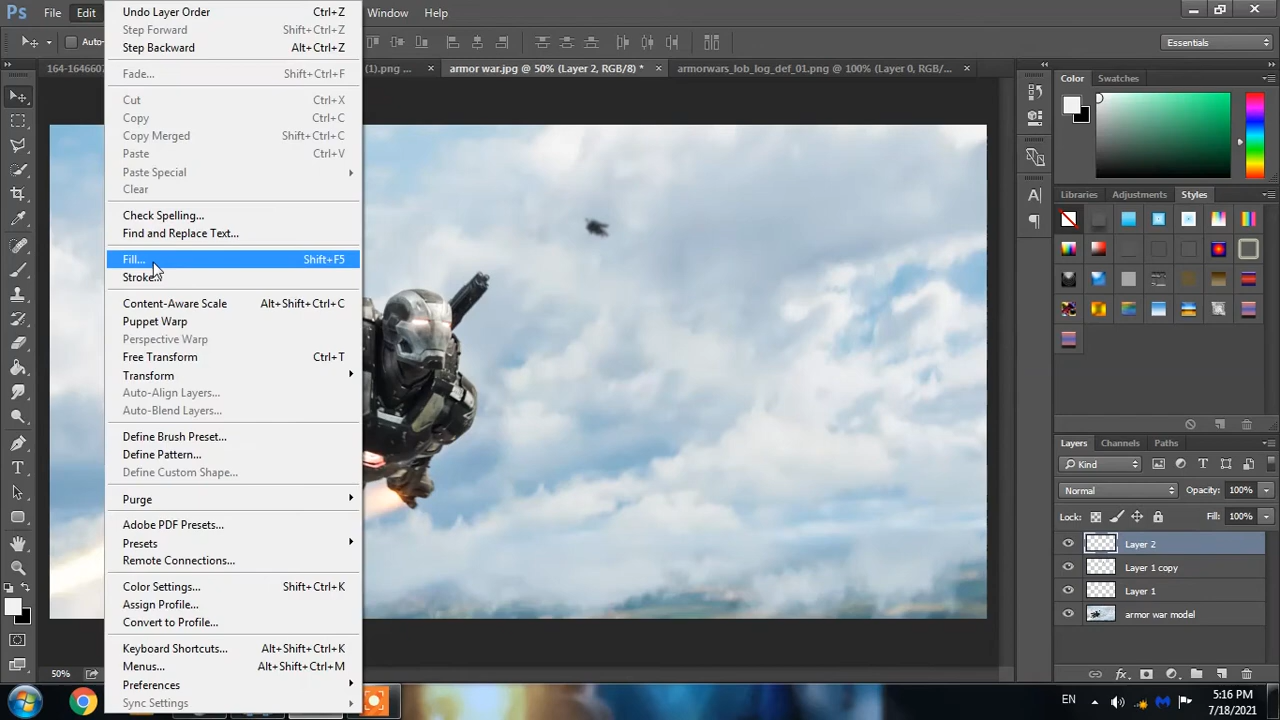 Ps File Edit Window Help
Undo Layer Order Ctrl+Z
Step Forward Shift+Ctrl+Z
Step Backward Alt+Ctrl+Z
Fade... Shift+Ctrl+F
Cut Ctrl+X
Copy Ctrl+C
Copy Merged Shift+Ctrl+C
Paste Ctrl+V
Paste Special
Clear
Check Spelling...
Find and Replace Text...
Fill... Shift+F5
Stroke...
Content-Aware Scale Alt+Shift+Ctrl+C
Puppet Warp
Perspective Warp
Free Transform Ctrl+T
Transform
Auto-Align Layers...
Auto-Blend Layers...
Define Brush Preset...
Define Pattern...
Define Custom Shape...
Purge
Adobe PDF Presets...
Presets
Remote Connections...
Color Settings... Shift+Ctrl+K
Assign Profile...
Convert to Profile...
Keyboard Shortcuts... Alt+Shift+Ctrl+K
Menus... Alt+Shift+Ctrl+M
Preferences
Sync Settings
Auto-
Essentials
164-1646607 (1).png ... armor war.jpg @ 50% (Layer 2, RGB/8) * armorwars_lob_log_def_01.png @ 100% (Layer 0, RGB/...
Color Swatches
Libraries Adjustments Styles
Layers Channels Paths
Kind
Normal Opacity: 100%
Lock: Fill: 100%
Layer 2
Layer 1 copy
Layer 1
armor war model
50%
EN
5:16 PM
7/18/2021